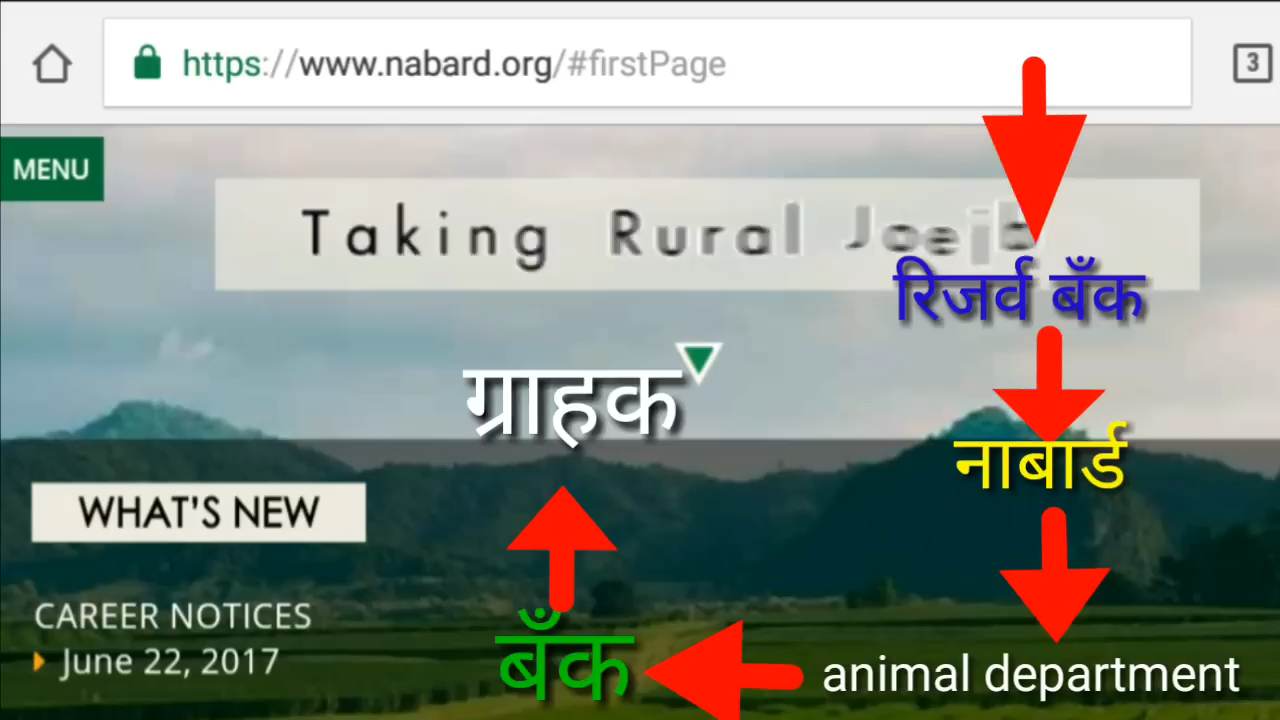 https://www.nabard.org/#firstPage
3
MENU
Taking Rural
रिजर्व बँक
ग्राहक
नाबार्ड
WHAT'S NEW
CAREER NOTICES
June 22, 2017
बँक
animal department